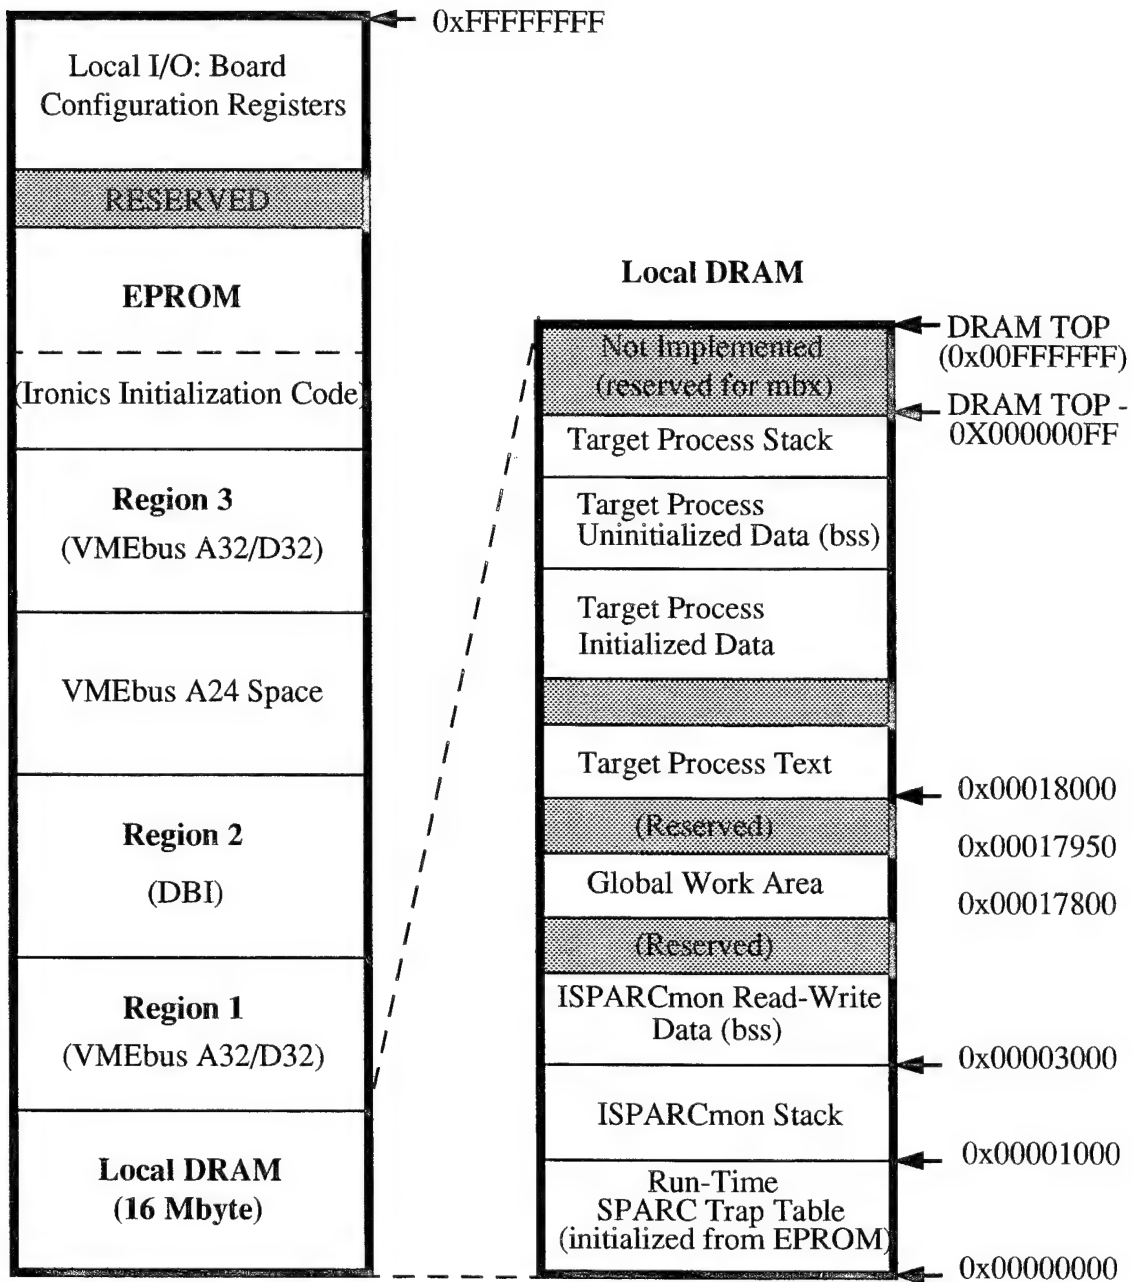 0xFFFFFFFF
Local I/O: Board
Configuration Registers
RESERVED
EPROM
(Ironics Initialization Code)
Region 3
(VMEbus A32/D32)
VMEbus A24 Space
Region 2
(DBI)
Region 1
(VMEbus A32/D32)
Local DRAM
(16 Mbyte)
Local DRAM
DRAM TOP
(0x00FFFFFF)
Not Implemented
(reserved for mbx)
DRAM TOP -
0X000000FF
Target Process Stack
Target Process
Uninitialized Data (bss)
Target Process
Initialized Data
Target Process Text
0x00018000
(Reserved)
0x00017950
Global Work Area
0x00017800
(Reserved)
ISPARCmon Read-Write
Data (bss)
0x00003000
ISPARCmon Stack
0x00001000
Run-Time
SPARC Trap Table
(initialized from EPROM)
0x00000000